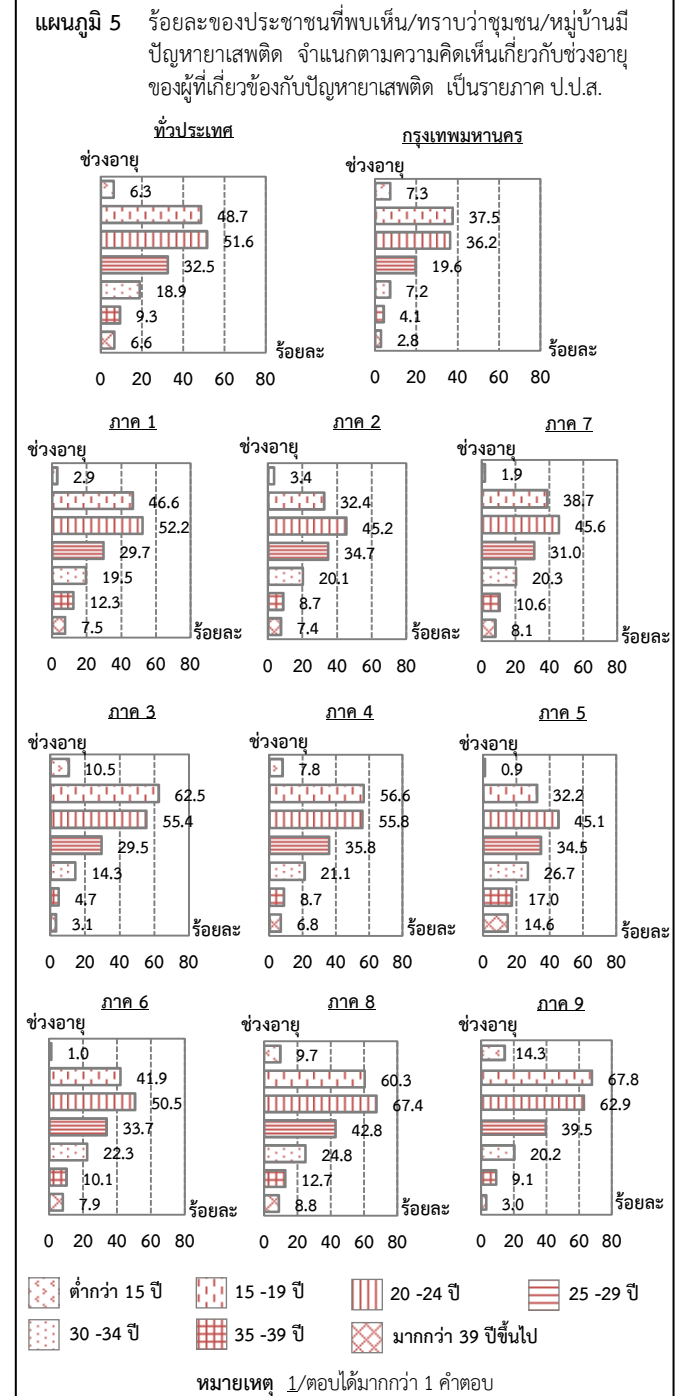 แผนภูมิ 5 ร้อยละของประชาชนที่พบเห็น/ทราบว่าชุมชน/หมู่บ้านมี
ปัญหายาเสพติด จำแนกตามความคิดเห็นเกี่ยวกับช่วงอายุ
ของผู้ที่เกี่ยวข้องกับปัญหายาเสพติด เป็นรายภาค ป.ป.ส.
ทั่วประเทศ
ช่วงอายุ
6.3
48.7
51.6
32.5
18.9
9.3
6.6
ร้อยละ
0 20 40 60 80
กรุงเทพมหานคร
ช่วงอายุ
7.3
37.5
36.2
19.6
7.2
4.1
2.8
ร้อยละ
0 20 40 60 80
ภาค 1
ช่วงอายุ
2.9
46.6
52.2
29.7
19.5
12.3
7.5
ร้อยละ
0 20 40 60 80
ภาค 2
ช่วงอายุ
3.4
32.4
45.2
34.7
20.1
8.7
7.4
ร้อยละ
0 20 40 60 80
ภาค 7
ช่วงอายุ
1.9
38.7
45.6
31.0
20.3
10.6
8.1
ร้อยละ
0 20 40 60 80
ภาค 3
ช่วงอายุ
10.5
62.5
55.4
29.5
14.3
4.7
3.1
ร้อยละ
0 20 40 60 80
ภาค 4
ช่วงอายุ
7.8
56.6
55.8
35.8
21.1
8.7
6.8
ร้อยละ
0 20 40 60 80
ภาค 5
ช่วงอายุ
0.9
32.2
45.1
34.5
26.7
17.0
14.6
ร้อยละ
0 20 40 60 80
ภาค 6
ช่วงอายุ
1.0
41.9
50.5
33.7
22.3
10.1
7.9
ร้อยละ
0 20 40 60 80
ภาค 8
ช่วงอายุ
9.7
60.3
67.4
42.8
24.8
12.7
8.8
ร้อยละ
0 20 40 60 80
ภาค 9
ช่วงอายุ
14.3
67.8
62.9
39.5
20.2
9.1
3.0
ร้อยละ
0 20 40 60 80
ต่ำกว่า 15 ปี 15 -19 ปี 20 -24 ปี 25 -29 ปี
30 -34 ปี 35 -39 ปี มากกว่า 39 ปีขึ้นไป
หมายเหตุ 1/ตอบได้มากกว่า 1 คำตอบ